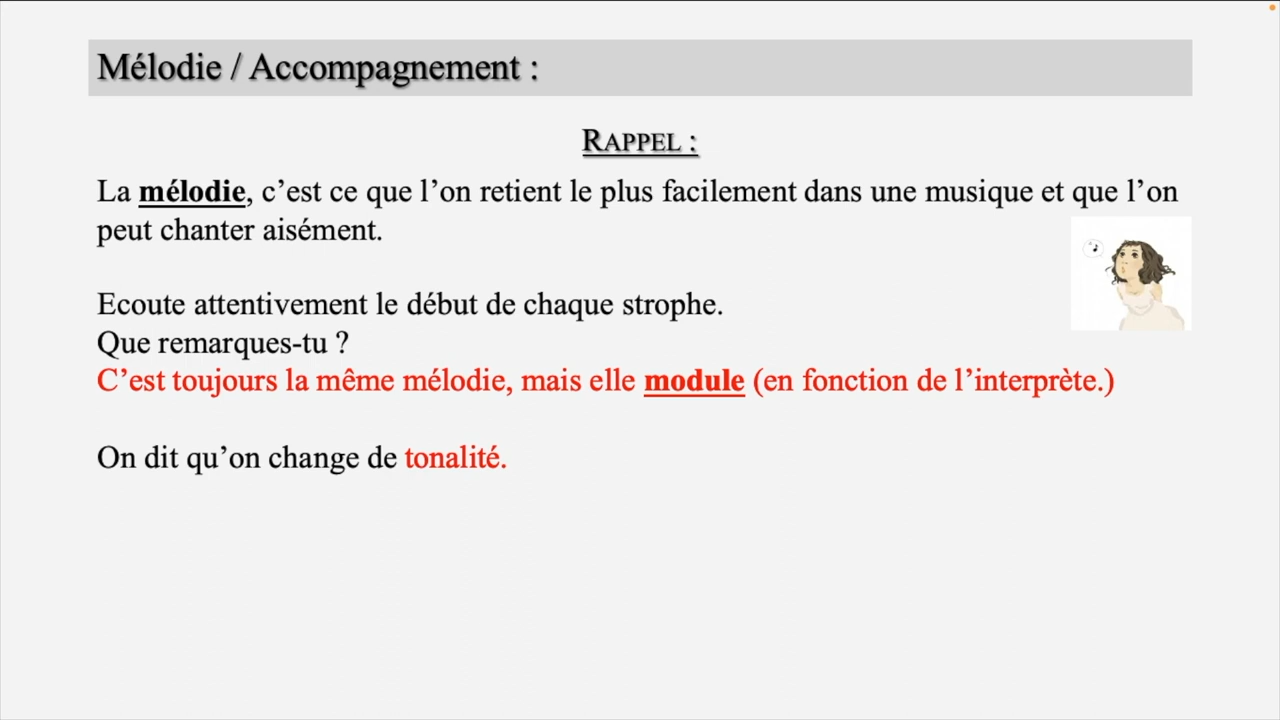 Mélodie / Accompagnement :
RAPPEL :
La mélodie, c’est ce que l’on retient le plus facilement dans une musique et que l’on
peut chanter aisément.
Ecoute attentivement le début de chaque strophe.
Que remarques-tu ?
C’est toujours la même mélodie, mais elle module (en fonction de l’interprète.)
On dit qu’on change de tonalité.